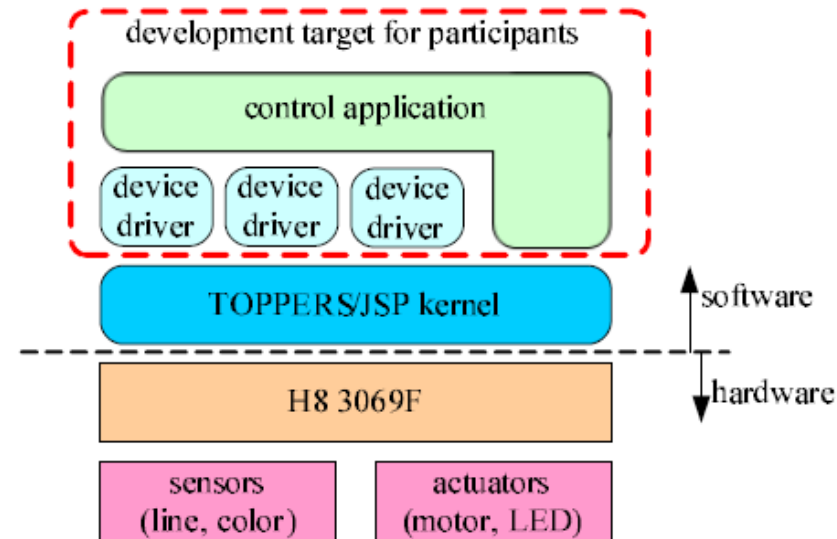 development target for participants
control application
device
driver
device
driver
device
driver
TOPPERS/JSP kernel
software
hardware
H8 3069F
sensors
(line, color)
actuators
(motor, LED)